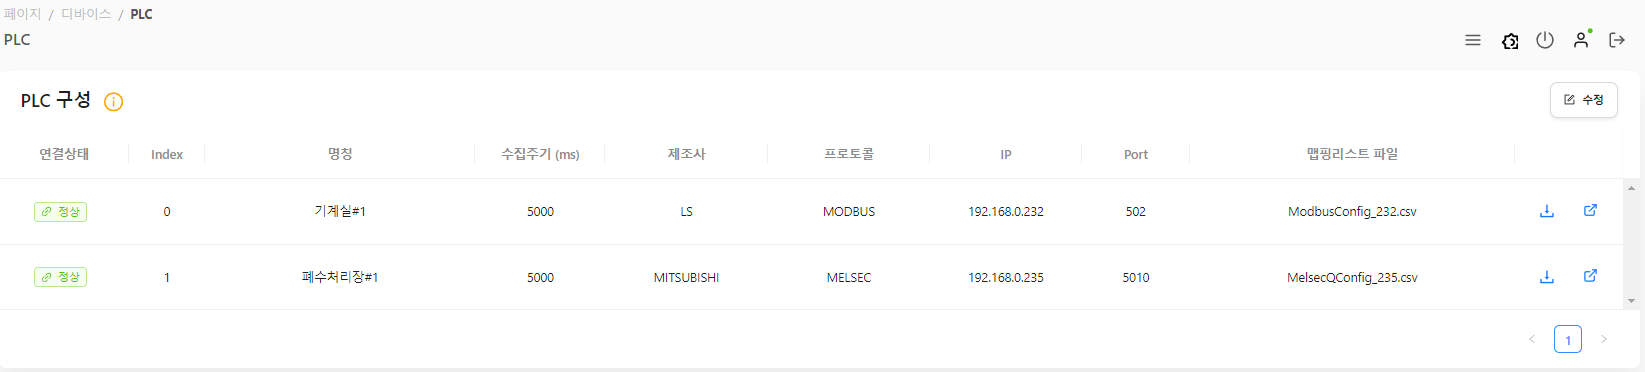 페이지 / 디바이스 / PLC
PLC
PLC 구성
수정
연결상태 Index 명칭 수집주기 (ms) 제조사 프로토콜 IP Port 맵핑리스트 파일
정상 0 기계실#1 5000 LS MODBUS 192.168.0.232 502 ModbusConfig_232.csv
정상 1 폐수처리장#1 5000 MITSUBISHI MELSEC 192.168.0.235 5010 MelsecQConfig_235.csv
< 1 >